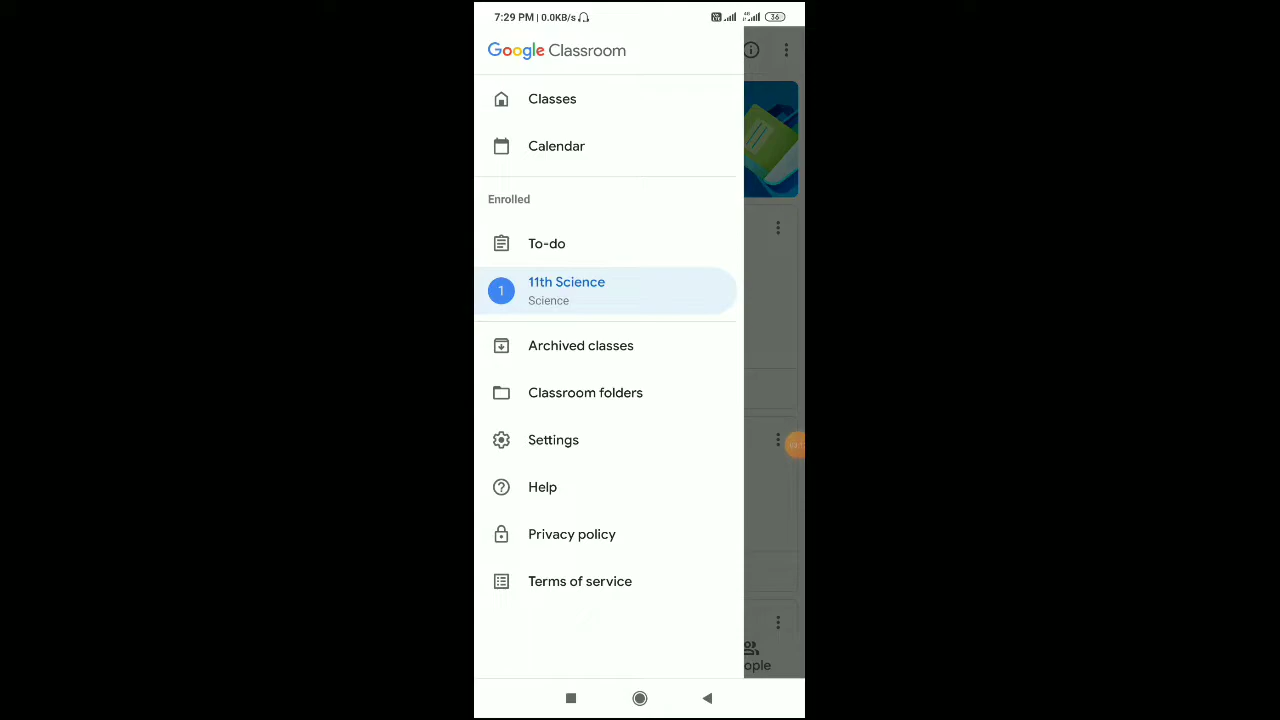 7:29 PM | 0.0KB/s
36
Google Classroom
Classes
Calendar
Enrolled
To-do
1
11th Science
Science
Archived classes
Classroom folders
Settings
Help
Privacy policy
Terms of service
ople